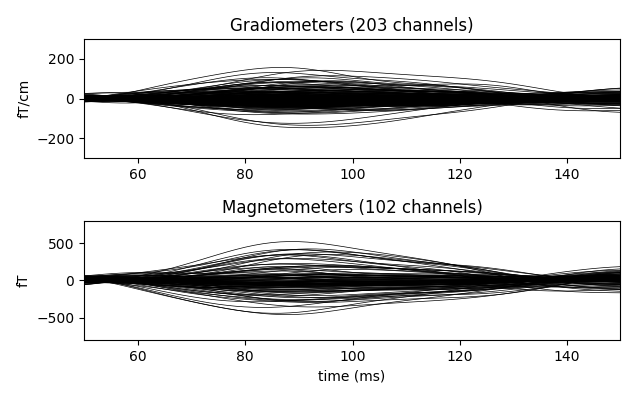 Gradiometers (203 channels)
200
0
−200
fT/cm
60 80 100 120 140
Magnetometers (102 channels)
500
0
−500
fT
60 80 100 120 140
time (ms)